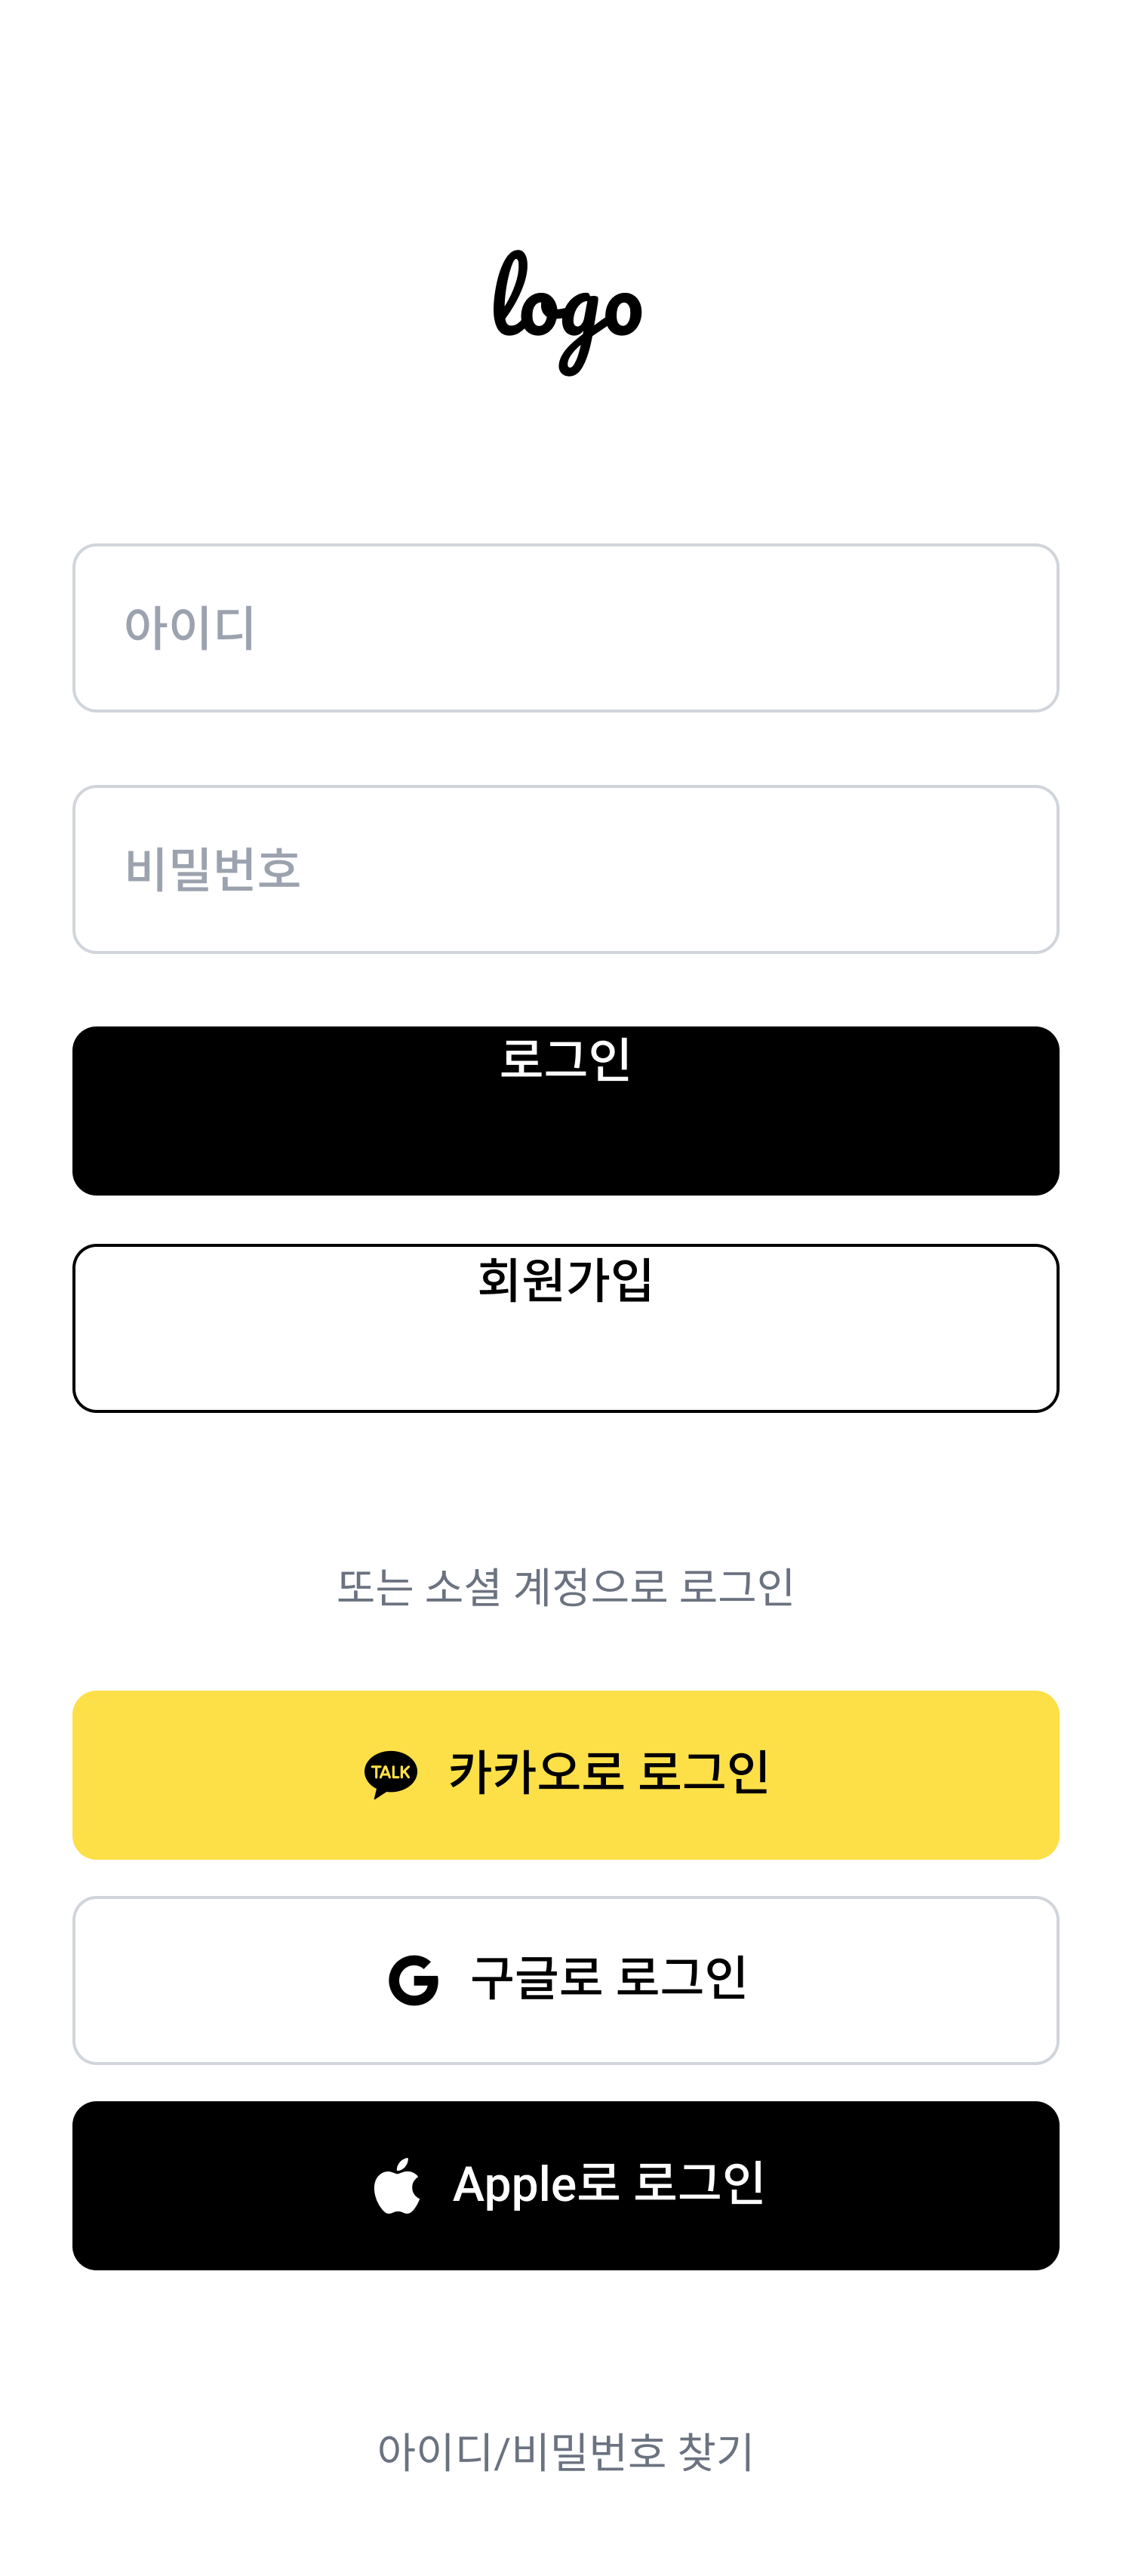 logo
아이디
비밀번호
로그인
회원가입
또는 소셜 계정으로 로그인
TALK 카카오로 로그인
G 구글로 로그인
Apple로 로그인
아이디/비밀번호 찾기